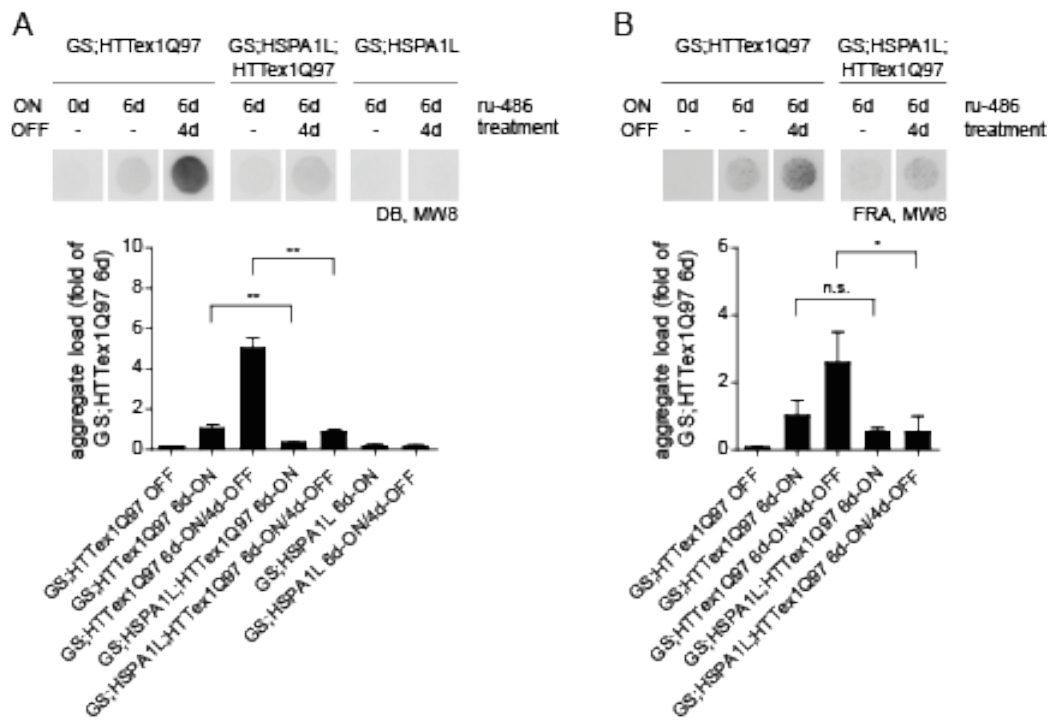 A
GS;HTTex1Q97 GS;HSPA1L; GS;HSPA1L
HTTex1Q97
ON 0d 6d 6d 6d 6d 6d 6d ru-486
OFF - - 4d - 4d - 4d treatment
DB, MW8
aggregate load (fold of
GS;HTTex1Q97 6d)
10
8
6
4
2
0
**
**
GS;HTTex1Q97 OFF
GS;HTTex1Q97 6d-ON
GS;HTTex1Q97 6d-ON/4d-OFF
GS;HSPA1L;HTTex1Q97 6d-ON
GS;HSPA1L;HTTex1Q97 6d-ON/4d-OFF
GS;HSPA1L 6d-ON
GS;HSPA1L 6d-ON/4d-OFF
B
GS;HTTex1Q97 GS;HSPA1L;
HTTex1Q97
ON 0d 6d 6d 6d 6d ru-486
OFF - - 4d - 4d treatment
FRA, MW8
aggregate load (fold of
GS;HTTex1Q97 6d)
6
4
2
0
*
n.s.
GS;HTTex1Q97 OFF
GS;HTTex1Q97 6d-ON
GS;HTTex1Q97 6d-ON/4d-OFF
GS;HSPA1L;HTTex1Q97 6d-ON
GS;HSPA1L;HTTex1Q97 6d-ON/4d-OFF